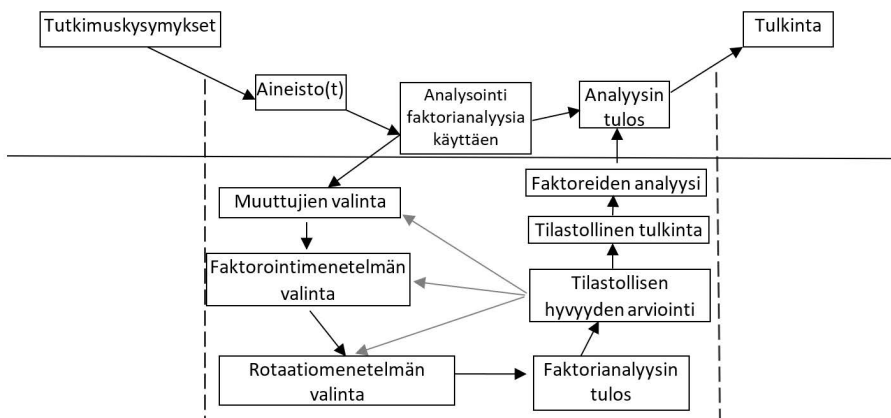 Tutkimuskysymykset
Tulkinta
Aineisto(t)
Analysointi
faktorianalyysia
käyttäen
Analyysin
tulos
Faktoreiden analyysi
Muuttujien valinta
Tilastollinen tulkinta
Faktorointimenetelmän
valinta
Tilastollisen
hyvyyden arviointi
Rotaatiomenetelmän
valinta
Faktorianalyysin
tulos